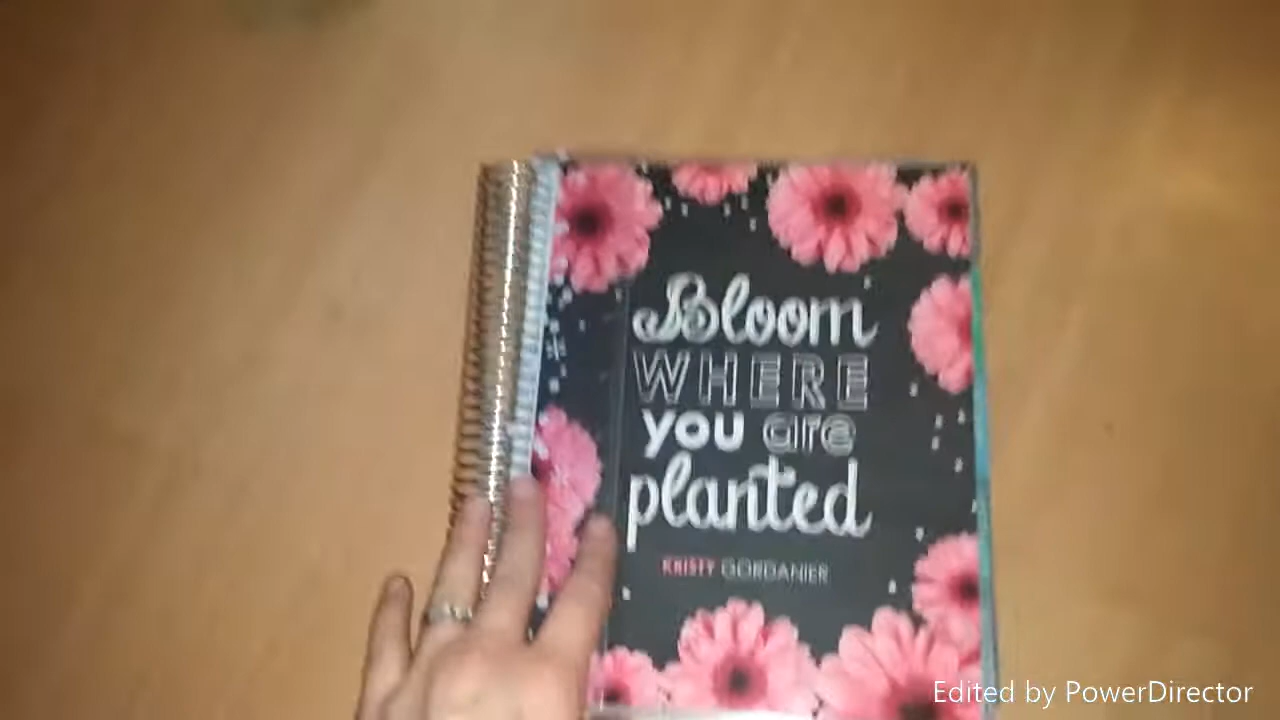 Bloom
WHERE
you are
planted
KRISTY GORDANIER
Edited by PowerDirector